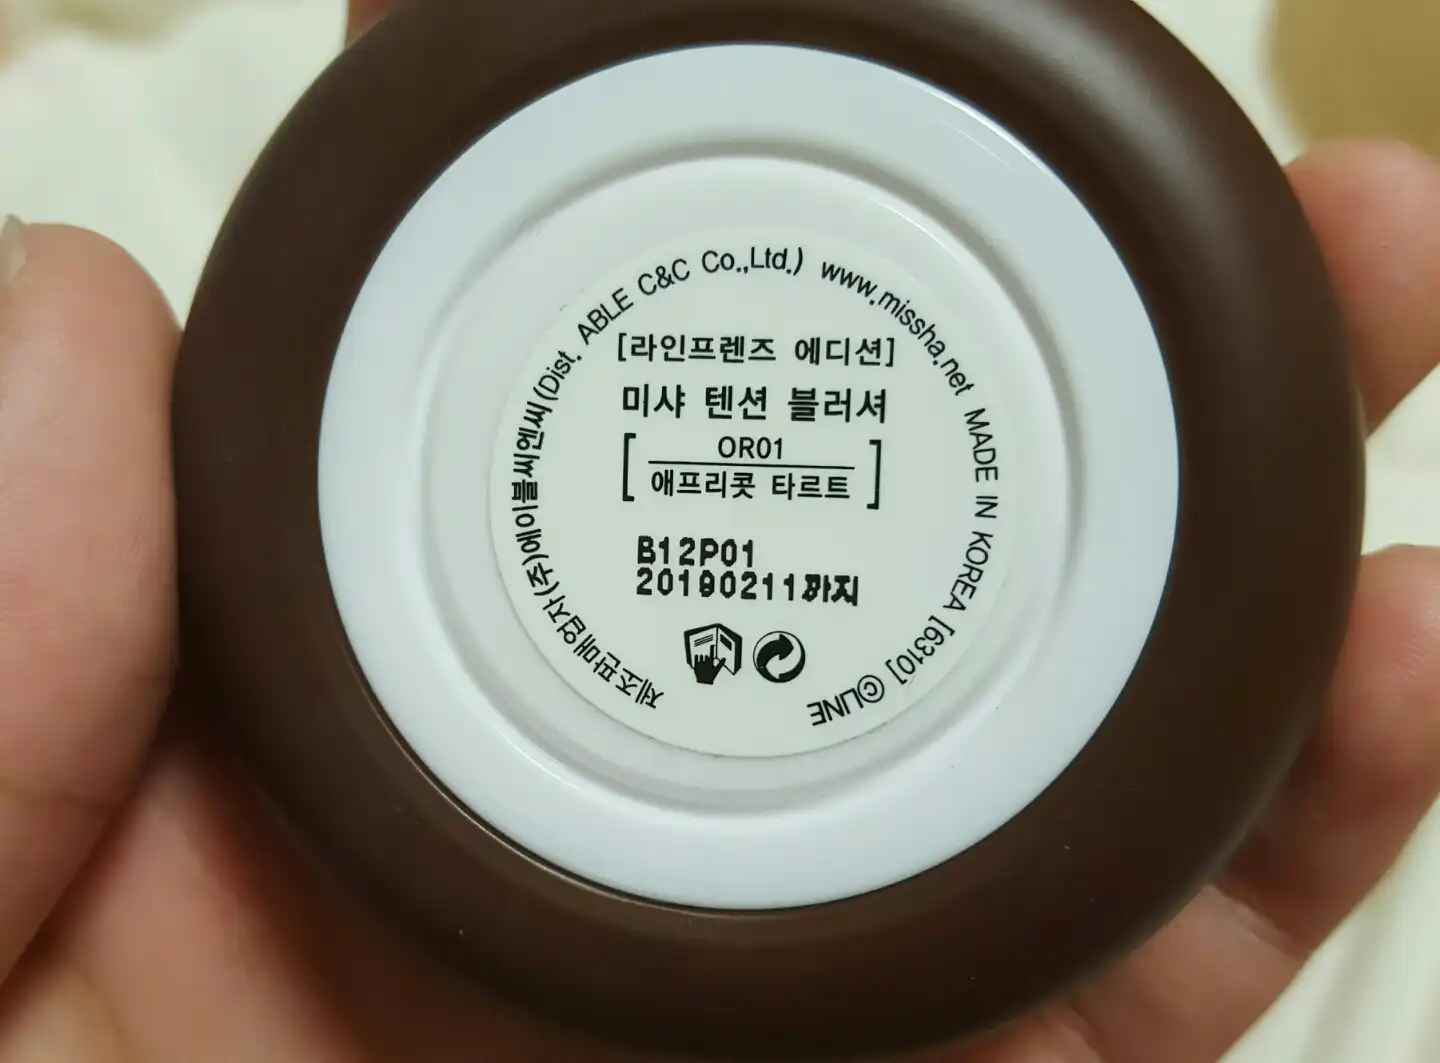 제조판매업자(주)에이블씨엔씨(Dist. ABLE C&C Co.,Ltd.) www.missha.net MADE IN KOREA [6310] ©LINE
[라인프렌즈 에디션]
미샤 텐션 블러셔
[OR01
애프리콧 타르트]
B12P01
20190211까지